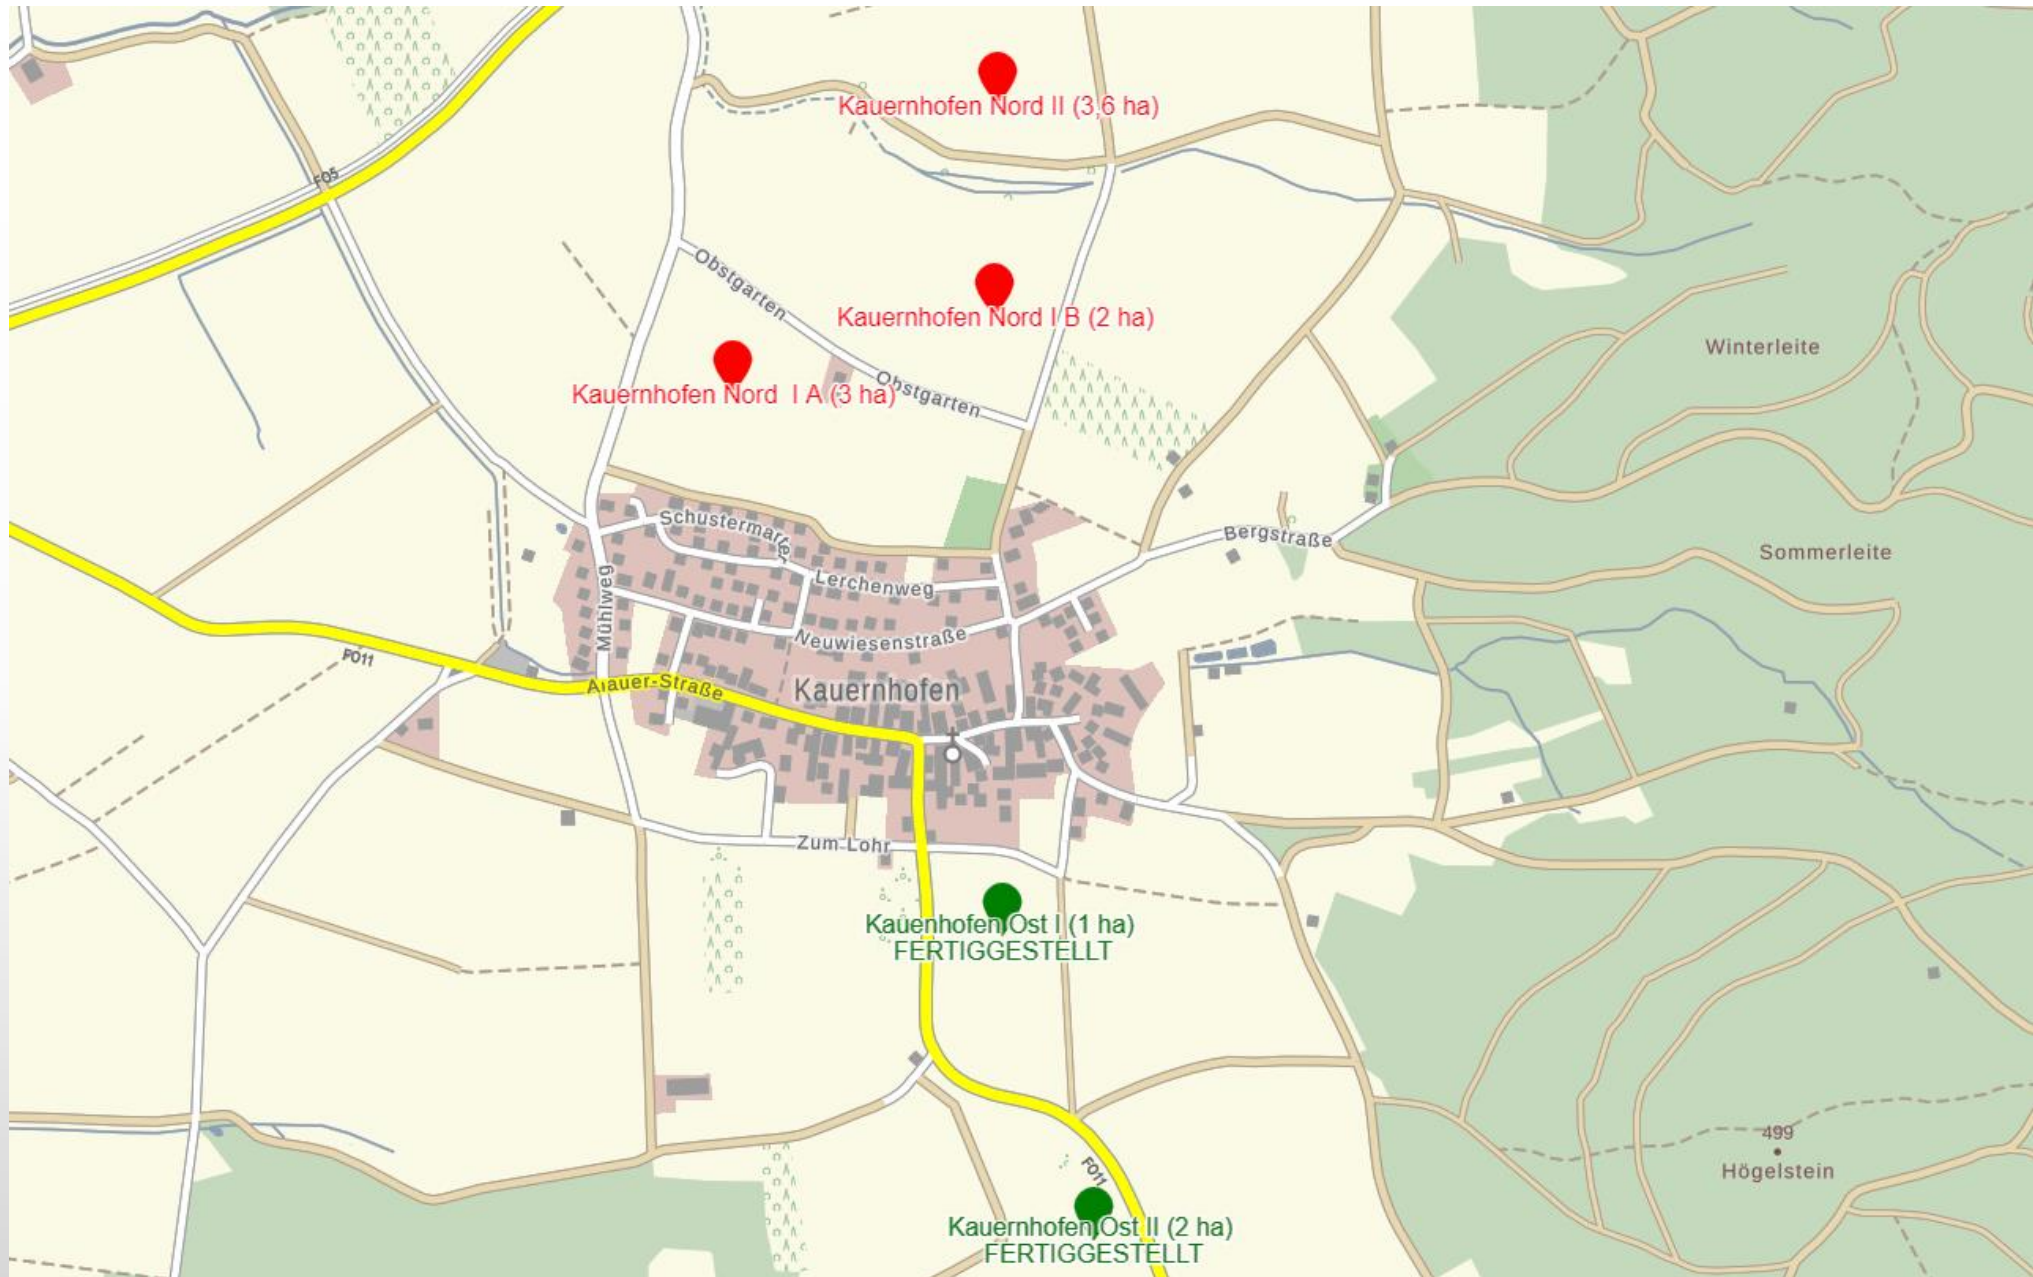 Kauernhofen Nord II (3,6 ha)
FO5
Obstgarten
Kauernhofen Nord I B (2 ha)
Winterleite
Kauernhofen Nord I A (3 ha)
Obstgarten
Schustermarter
Bergstraße
Sommerleite
Lerchenweg
Mühlweg
Neuwiesenstraße
FO11
Kauernhofen
Zum Lohr
Kauenhofen Ost I (1 ha)
FERTIGGESTELLT
499
FO11
Högelstein
Kauernhofen Ost II (2 ha)
FERTIGGESTELLT